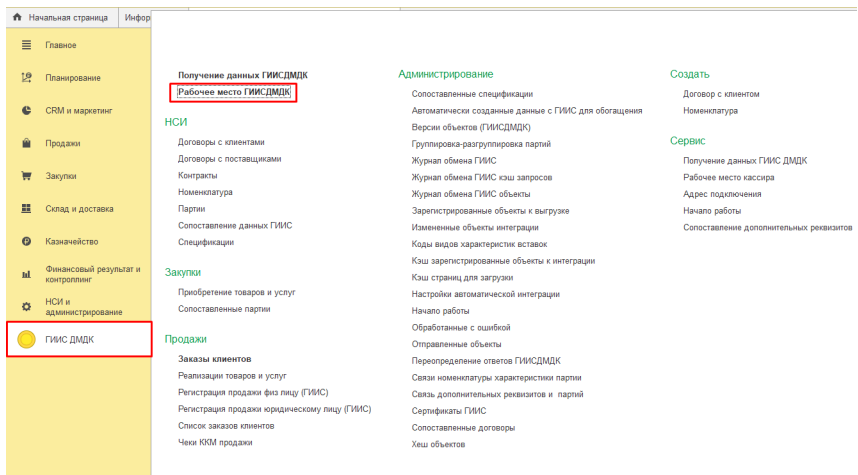 Начальная страница
Инфор
Главное
Планирование
CRM и маркетинг
Продажи
Закупки
Склад и доставка
Казначейство
Финансовый результат и
контроллинг
НСИ и
администрирование
ГИИС ДМДК
Получение данных ГИИСДМДК
Рабочее место ГИИСДМДК
НСИ
Договоры с клиентами
Договоры с поставщиками
Контракты
Номенклатура
Партии
Сопоставление данных ГИИС
Спецификации
Закупки
Приобретение товаров и услуг
Сопоставленные партии
Продажи
Заказы клиентов
Реализации товаров и услуг
Регистрация продажи физ лицу (ГИИС)
Регистрация продажи юридическому лицу (ГИИС)
Список заказов клиентов
Чеки ККМ продажи
Администрирование
Сопоставленные спецификации
Автоматически созданные данные с ГИИС для обогащения
Версии объектов (ГИИСДМДК)
Группировка-разгруппировка партий
Журнал обмена ГИИС
Журнал обмена ГИИС кэш запросов
Журнал обмена ГИИС объекты
Зарегистрированные объекты к выгрузке
Измененные объекты интеграции
Коды видов характеристик вставок
Кэш зарегистрированные объекты к интеграции
Кэш страниц для загрузки
Настройки автоматической интеграции
Начало работы
Обработанные с ошибкой
Отправленные объекты
Переопределение ответов ГИИСДМДК
Связи номенклатуры характеристики партии
Связь дополнительных реквизитов и партий
Сертификаты ГИИС
Сопоставленные договоры
Хеш объектов
Создать
Договор с клиентом
Номенклатура
Сервис
Получение данных ГИИС ДМДК
Рабочее место кассира
Адрес подключения
Начало работы
Сопоставление дополнительных реквизитов